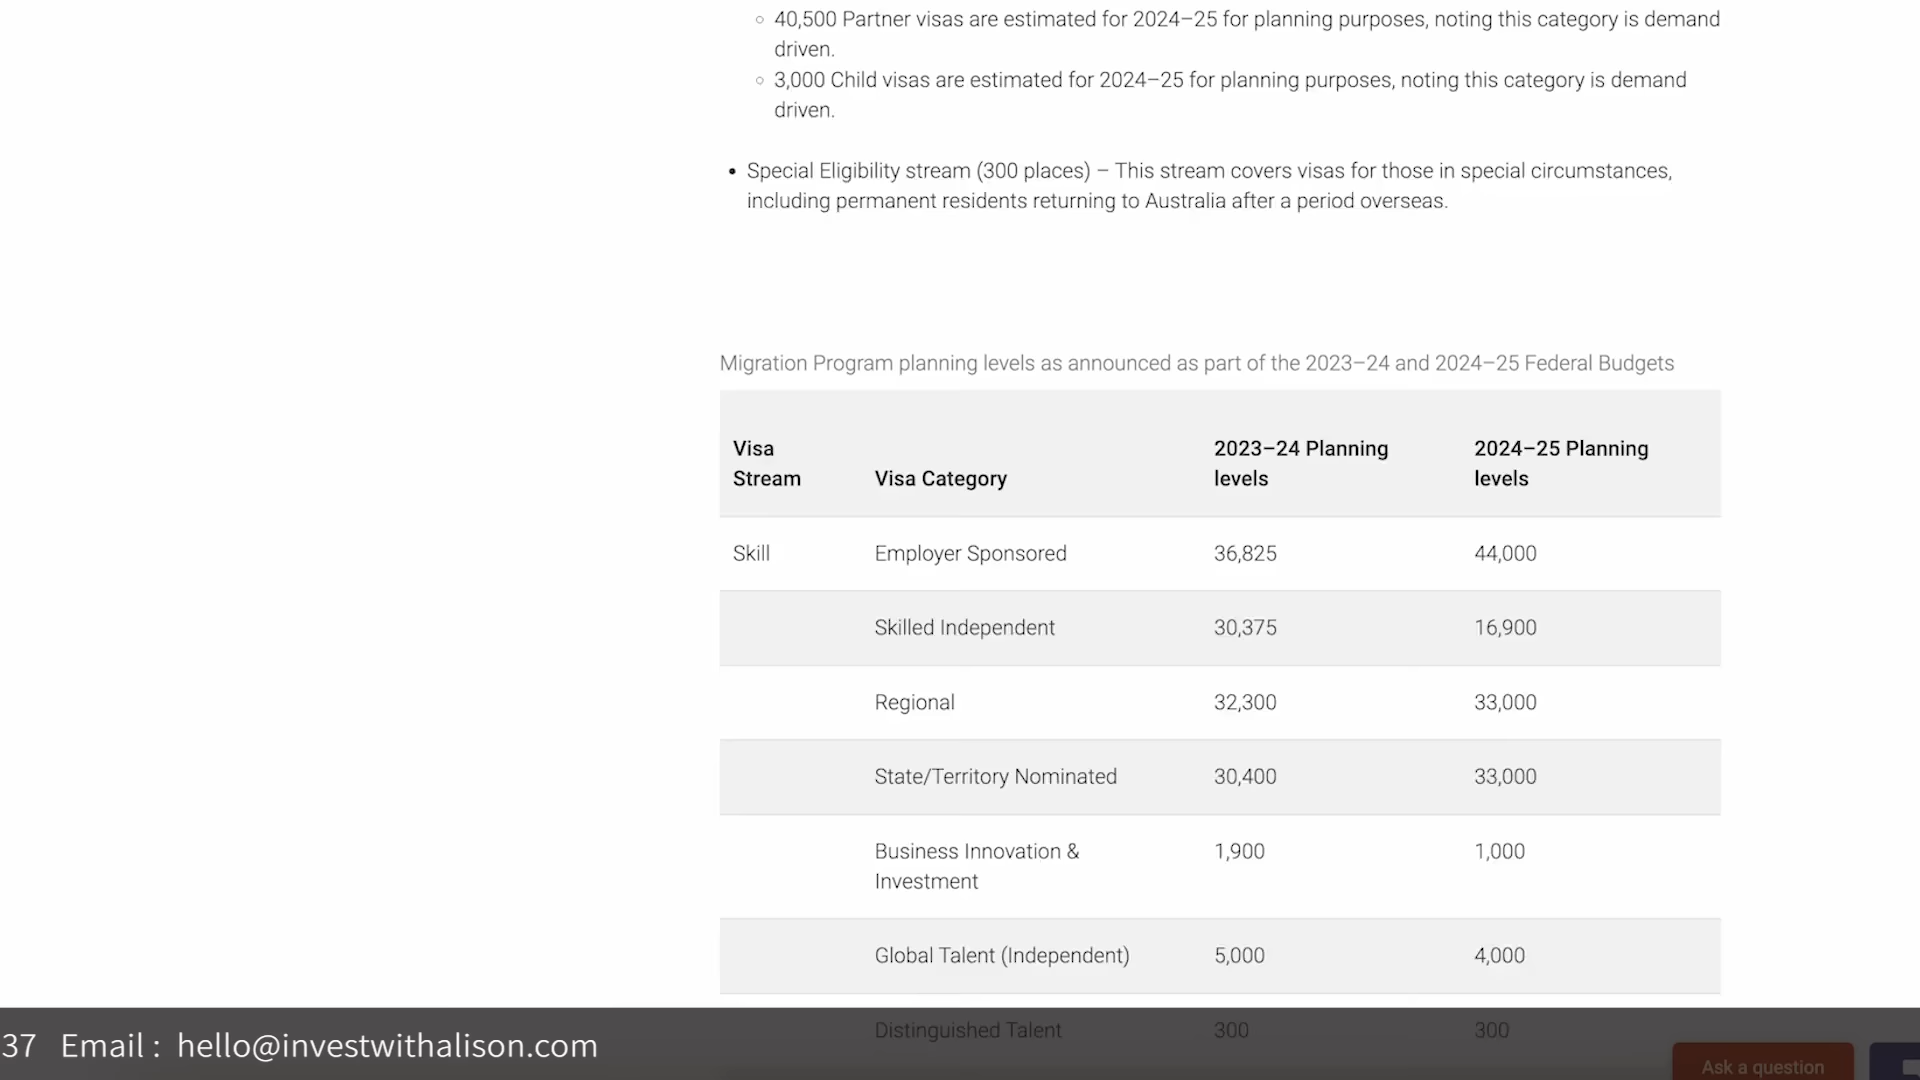 40,500 Partner visas are estimated for 2024–25 for planning purposes, noting this category is demand
driven.
3,000 Child visas are estimated for 2024–25 for planning purposes, noting this category is demand
driven.
Special Eligibility stream (300 places) – This stream covers visas for those in special circumstances,
including permanent residents returning to Australia after a period overseas.
Migration Program planning levels as announced as part of the 2023–24 and 2024–25 Federal Budgets
Visa Stream Visa Category 2023–24 Planning levels 2024–25 Planning levels
Skill Employer Sponsored 36,825 44,000
Skilled Independent 30,375 16,900
Regional 32,300 33,000
State/Territory Nominated 30,400 33,000
Business Innovation & Investment 1,900 1,000
Global Talent (Independent) 5,000 4,000
Distinguished Talent 300 300
37 Email : hello@investwithalison.com
Ask a question